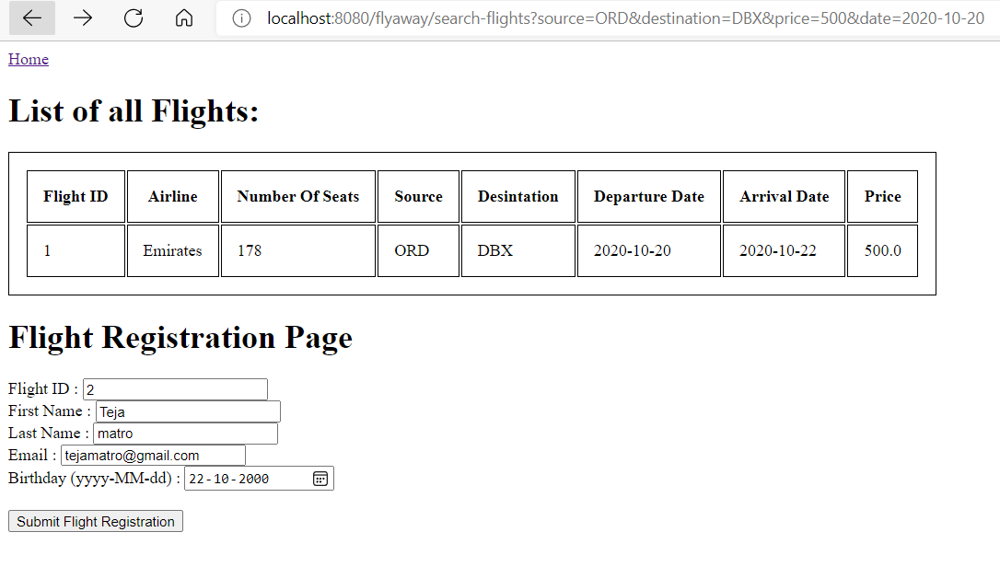 localhost:8080/flyaway/search-flights?source=ORD&destination=DBX&price=500&date=2020-10-20
Home
List of all Flights:
Flight ID Airline Number Of Seats Source Desintation Departure Date Arrival Date Price
1 Emirates 178 ORD DBX 2020-10-20 2020-10-22 500.0
Flight Registration Page
Flight ID : 2
First Name : Teja
Last Name : matro
Email : tejamatro@gmail.com
Birthday (yyyy-MM-dd) : 22-10-2000
Submit Flight Registration